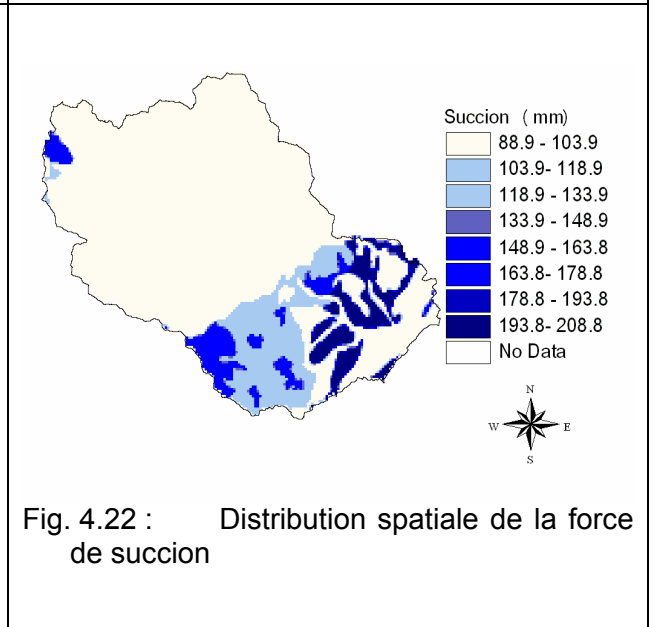 Succion ( mm)
88.9 - 103.9
103.9- 118.9
118.9 - 133.9
133.9 - 148.9
148.9 - 163.8
163.8- 178.8
178.8 - 193.8
193.8- 208.8
No Data
N
W E
S
Fig. 4.22 : Distribution spatiale de la force
de succion